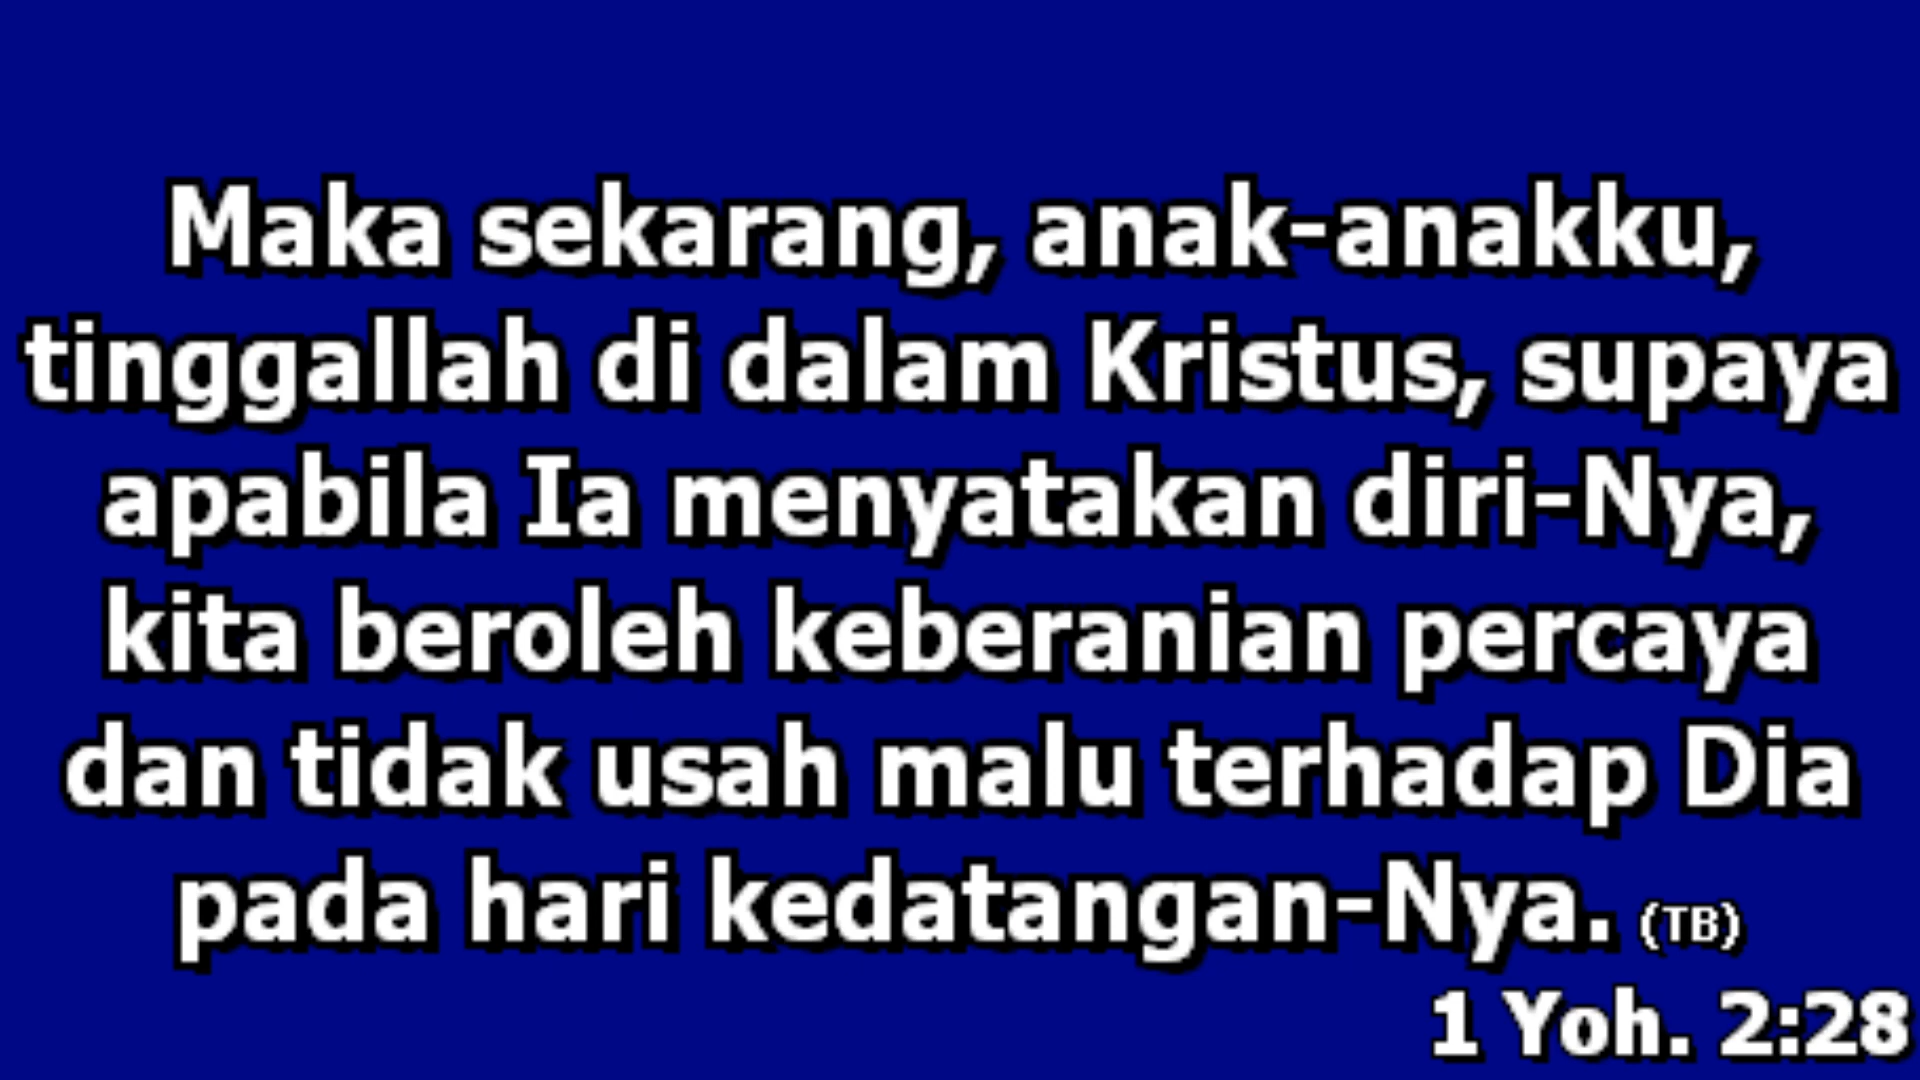 Maka sekarang, anak-anakku,
tinggallah di dalam Kristus, supaya
apabila Ia menyatakan diri-Nya,
kita beroleh keberanian percaya
dan tidak usah malu terhadap Dia
pada hari kedatangan-Nya. (TB)
1 Yoh. 2:28